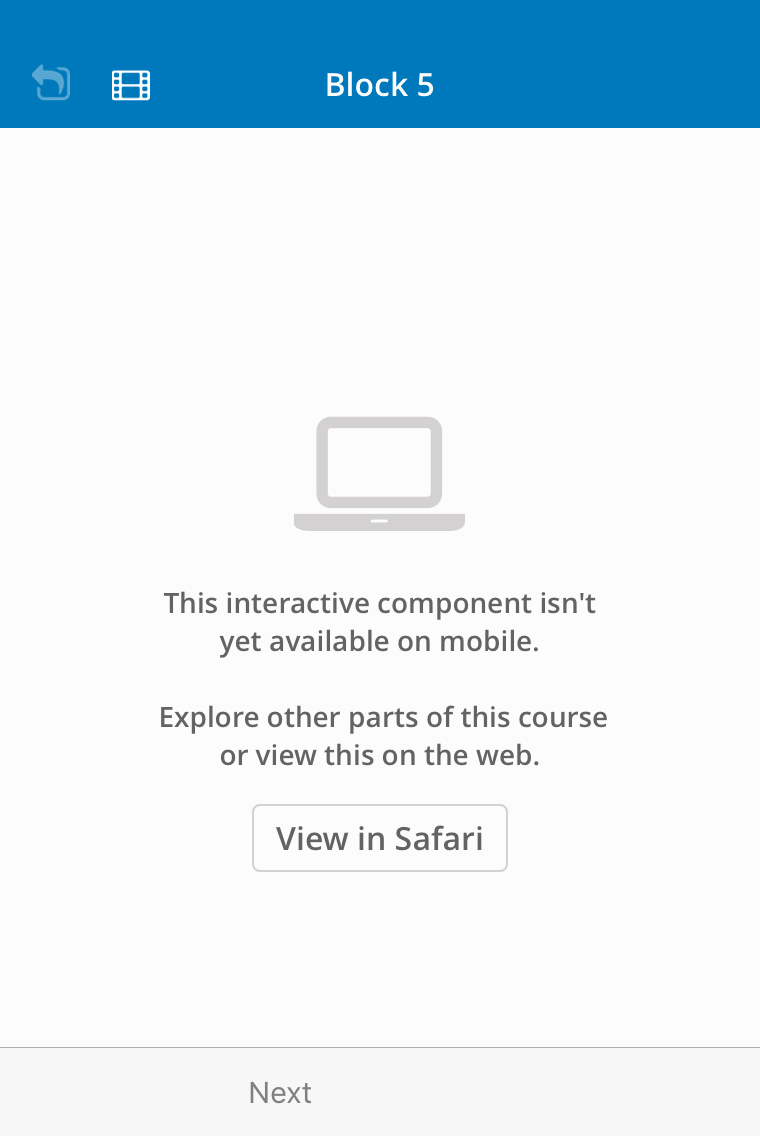 Block 5
This interactive component isn't
yet available on mobile.
Explore other parts of this course
or view this on the web.
View in Safari
Next